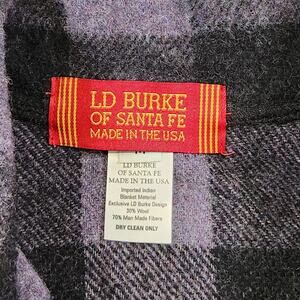 LD BURKE
OF SANTA FE
MADE IN THE USA
M
LD BURKE
OF SANTA FE
MADE IN THE USA
Imported Indian
Blanket Material
Exclusive LD Burke Design
30% Wool
70% Man Made Fibers
DRY CLEAN ONLY